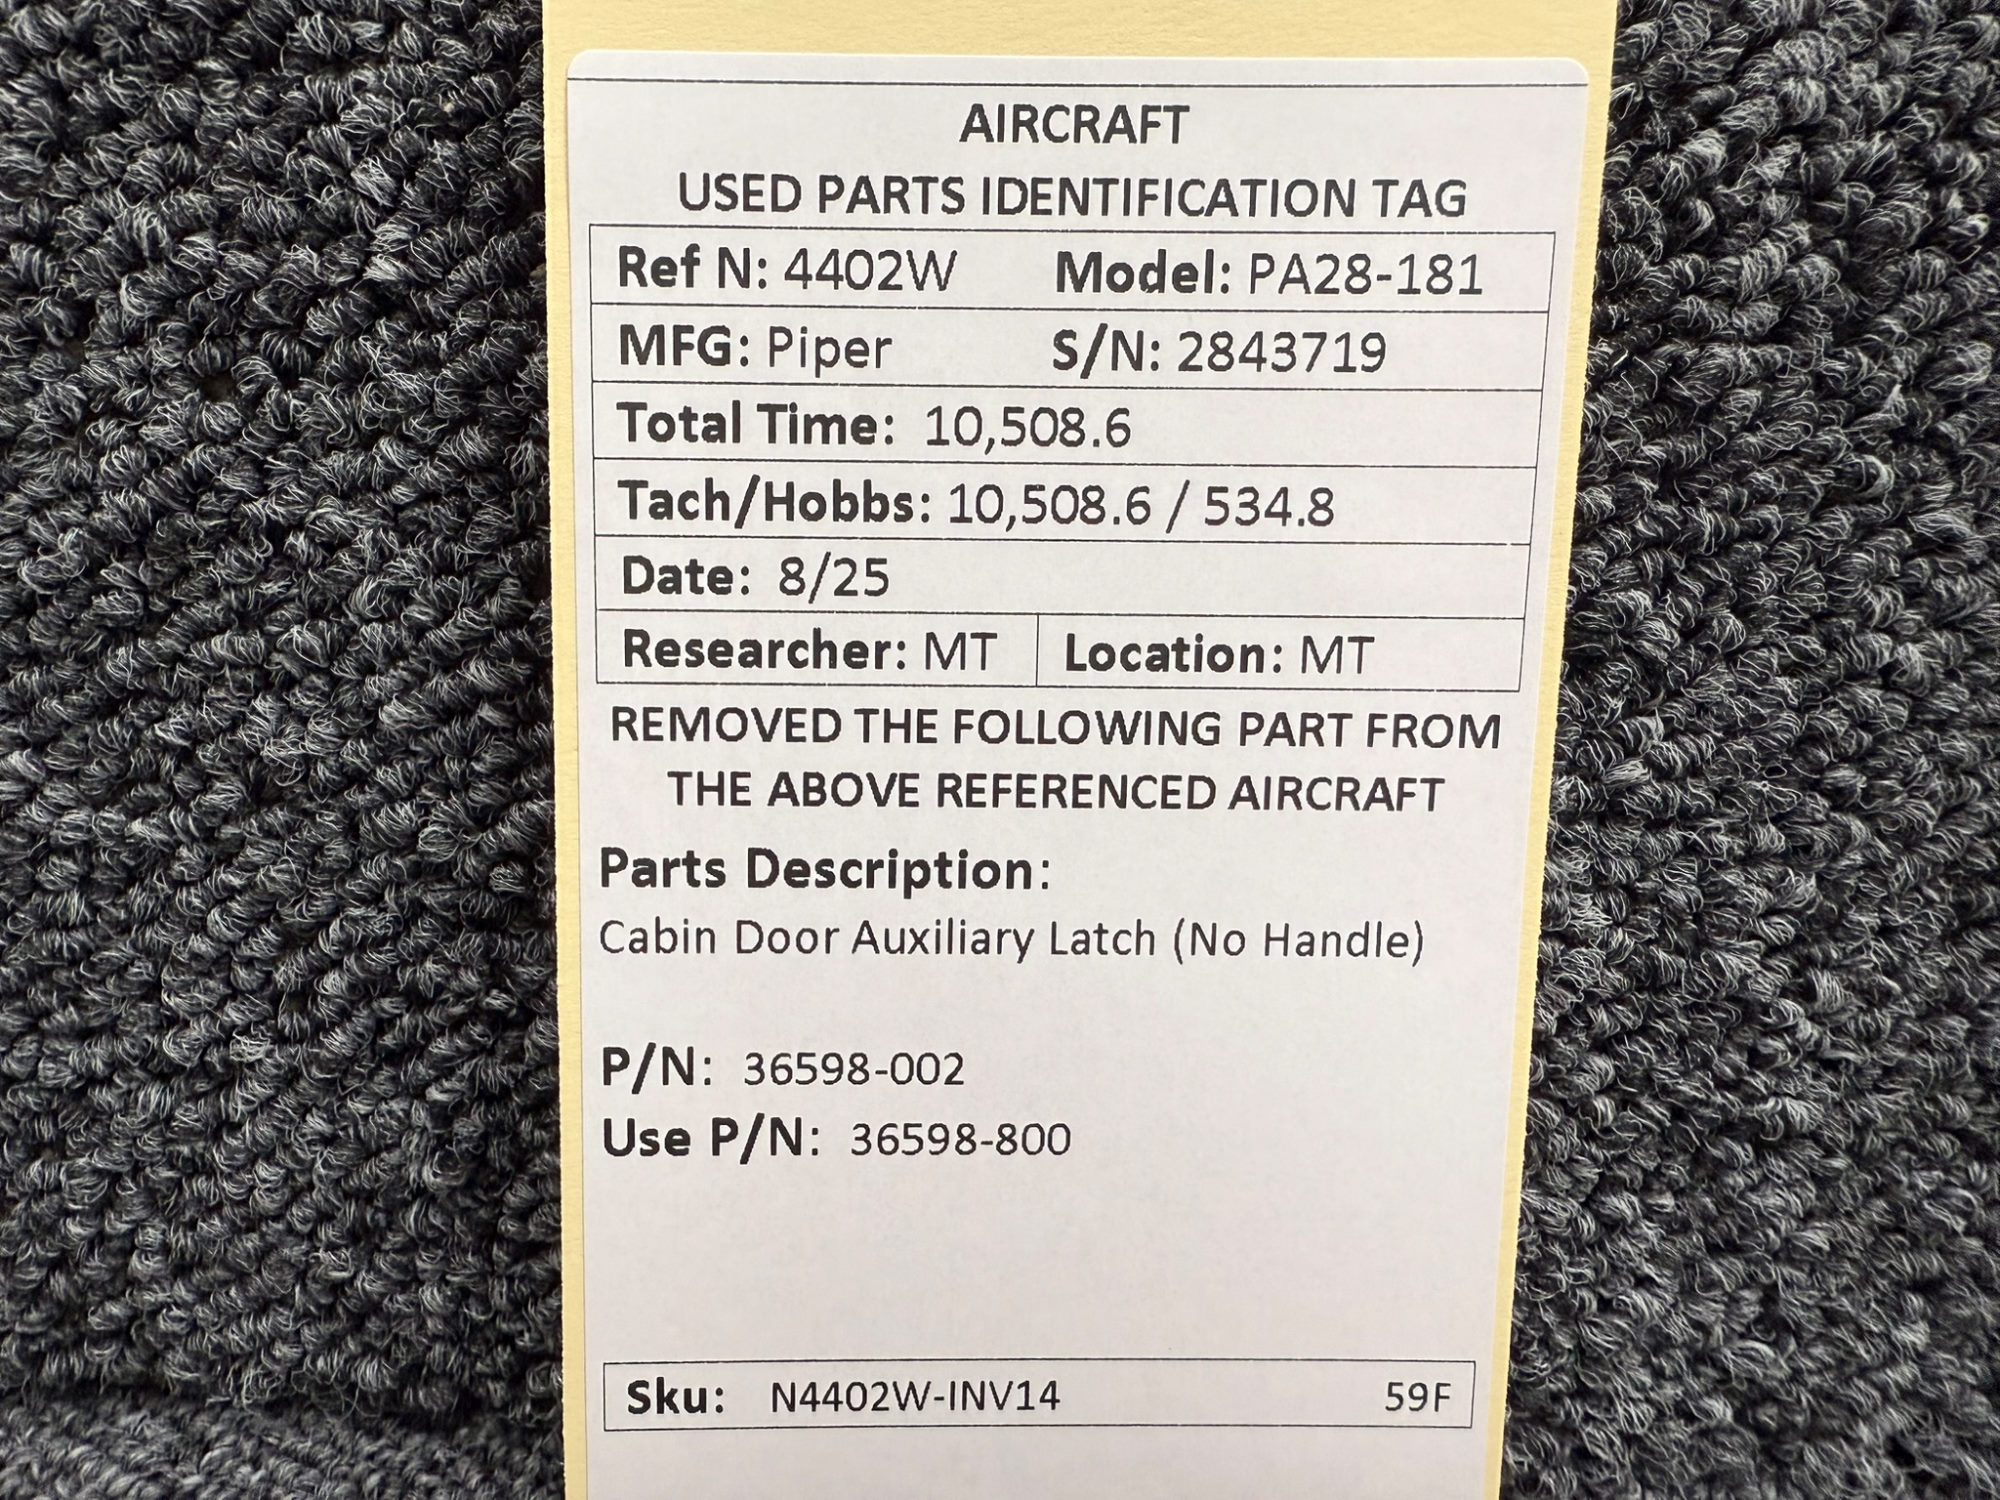 AIRCRAFT
USED PARTS IDENTIFICATION TAG
Ref N: 4402W Model: PA28-181
MFG: Piper S/N: 2843719
Total Time: 10,508.6
Tach/Hobbs: 10,508.6 / 534.8
Date: 8/25
Researcher: MT Location: MT
REMOVED THE FOLLOWING PART FROM
THE ABOVE REFERENCED AIRCRAFT
Parts Description:
Cabin Door Auxiliary Latch (No Handle)
P/N: 36598-002
Use P/N: 36598-800
Sku: N4402W-INV14 59F